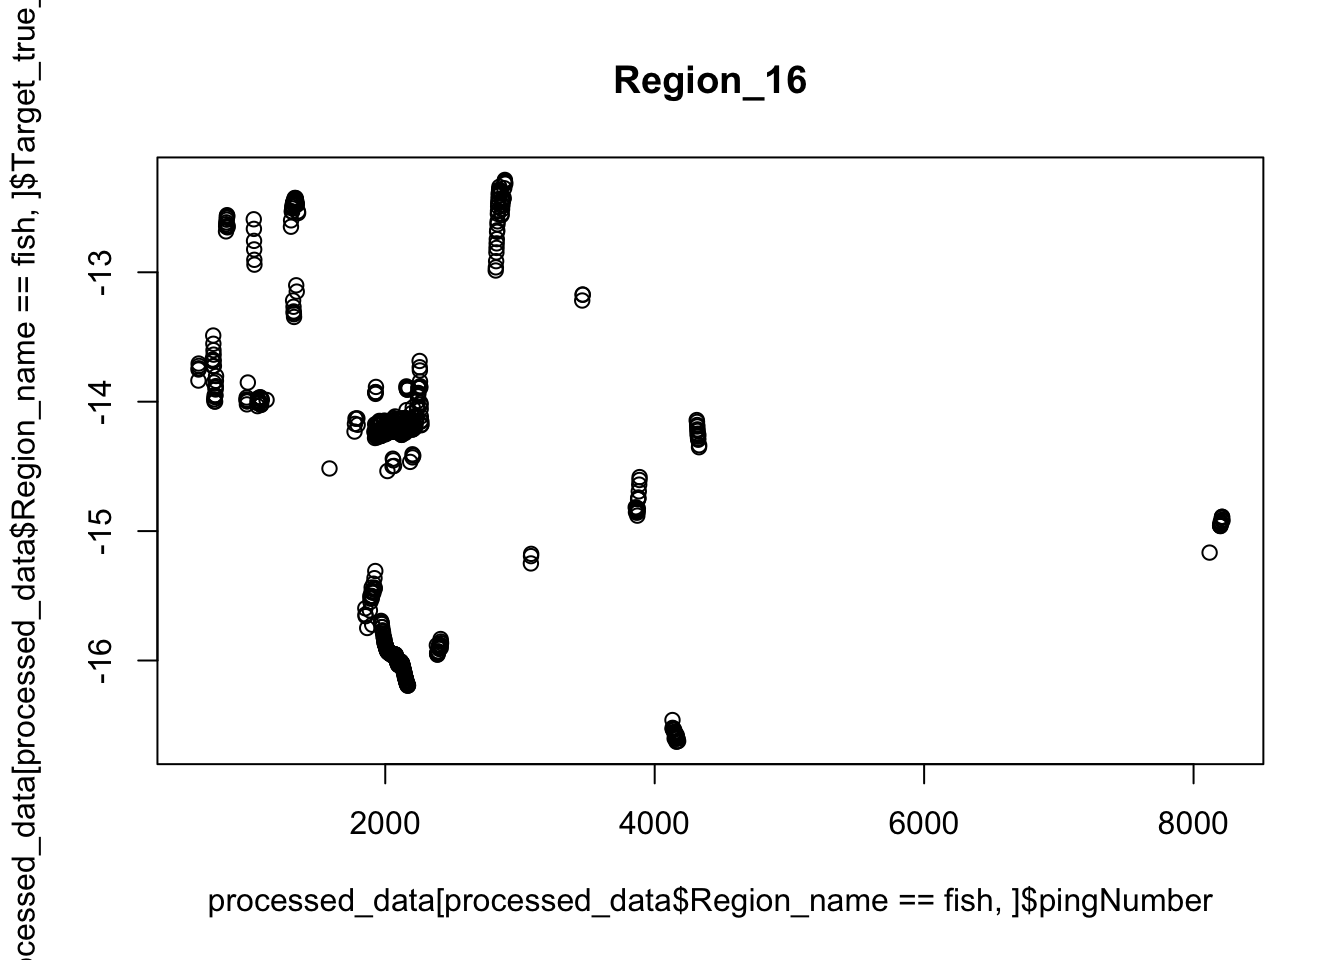 Region_16
processed_data[processed_data$Region_name == fish, ]$Target_true_
-13
-14
-15
-16
2000
4000
6000
8000
processed_data[processed_data$Region_name == fish, ]$pingNumber